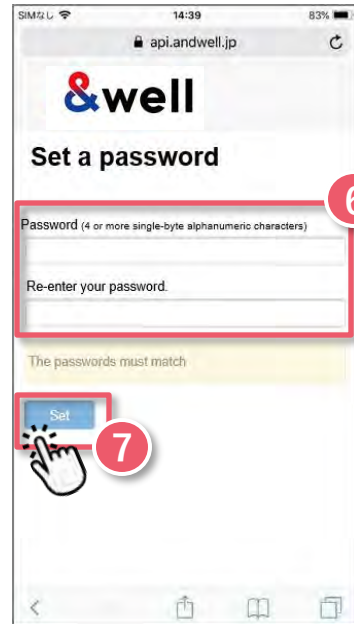 SIMなし 14:39 83%
api.andwell.jp
&well
Set a password
6
Password (4 or more single-byte alphanumeric characters)
Re-enter your password.
The passwords must match
Set
7